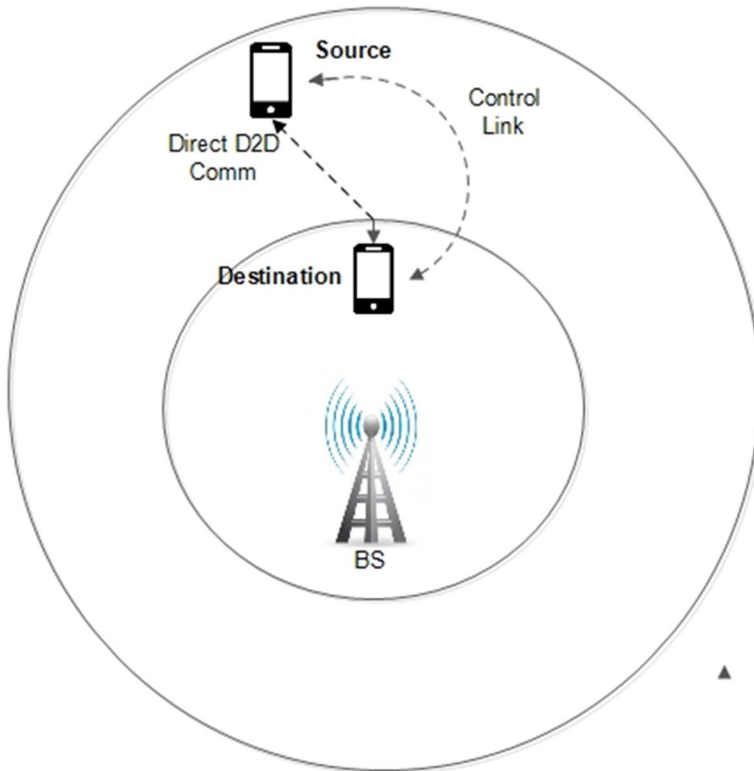 Source
Control
Link
Direct D2D
Comm
Destination
BS